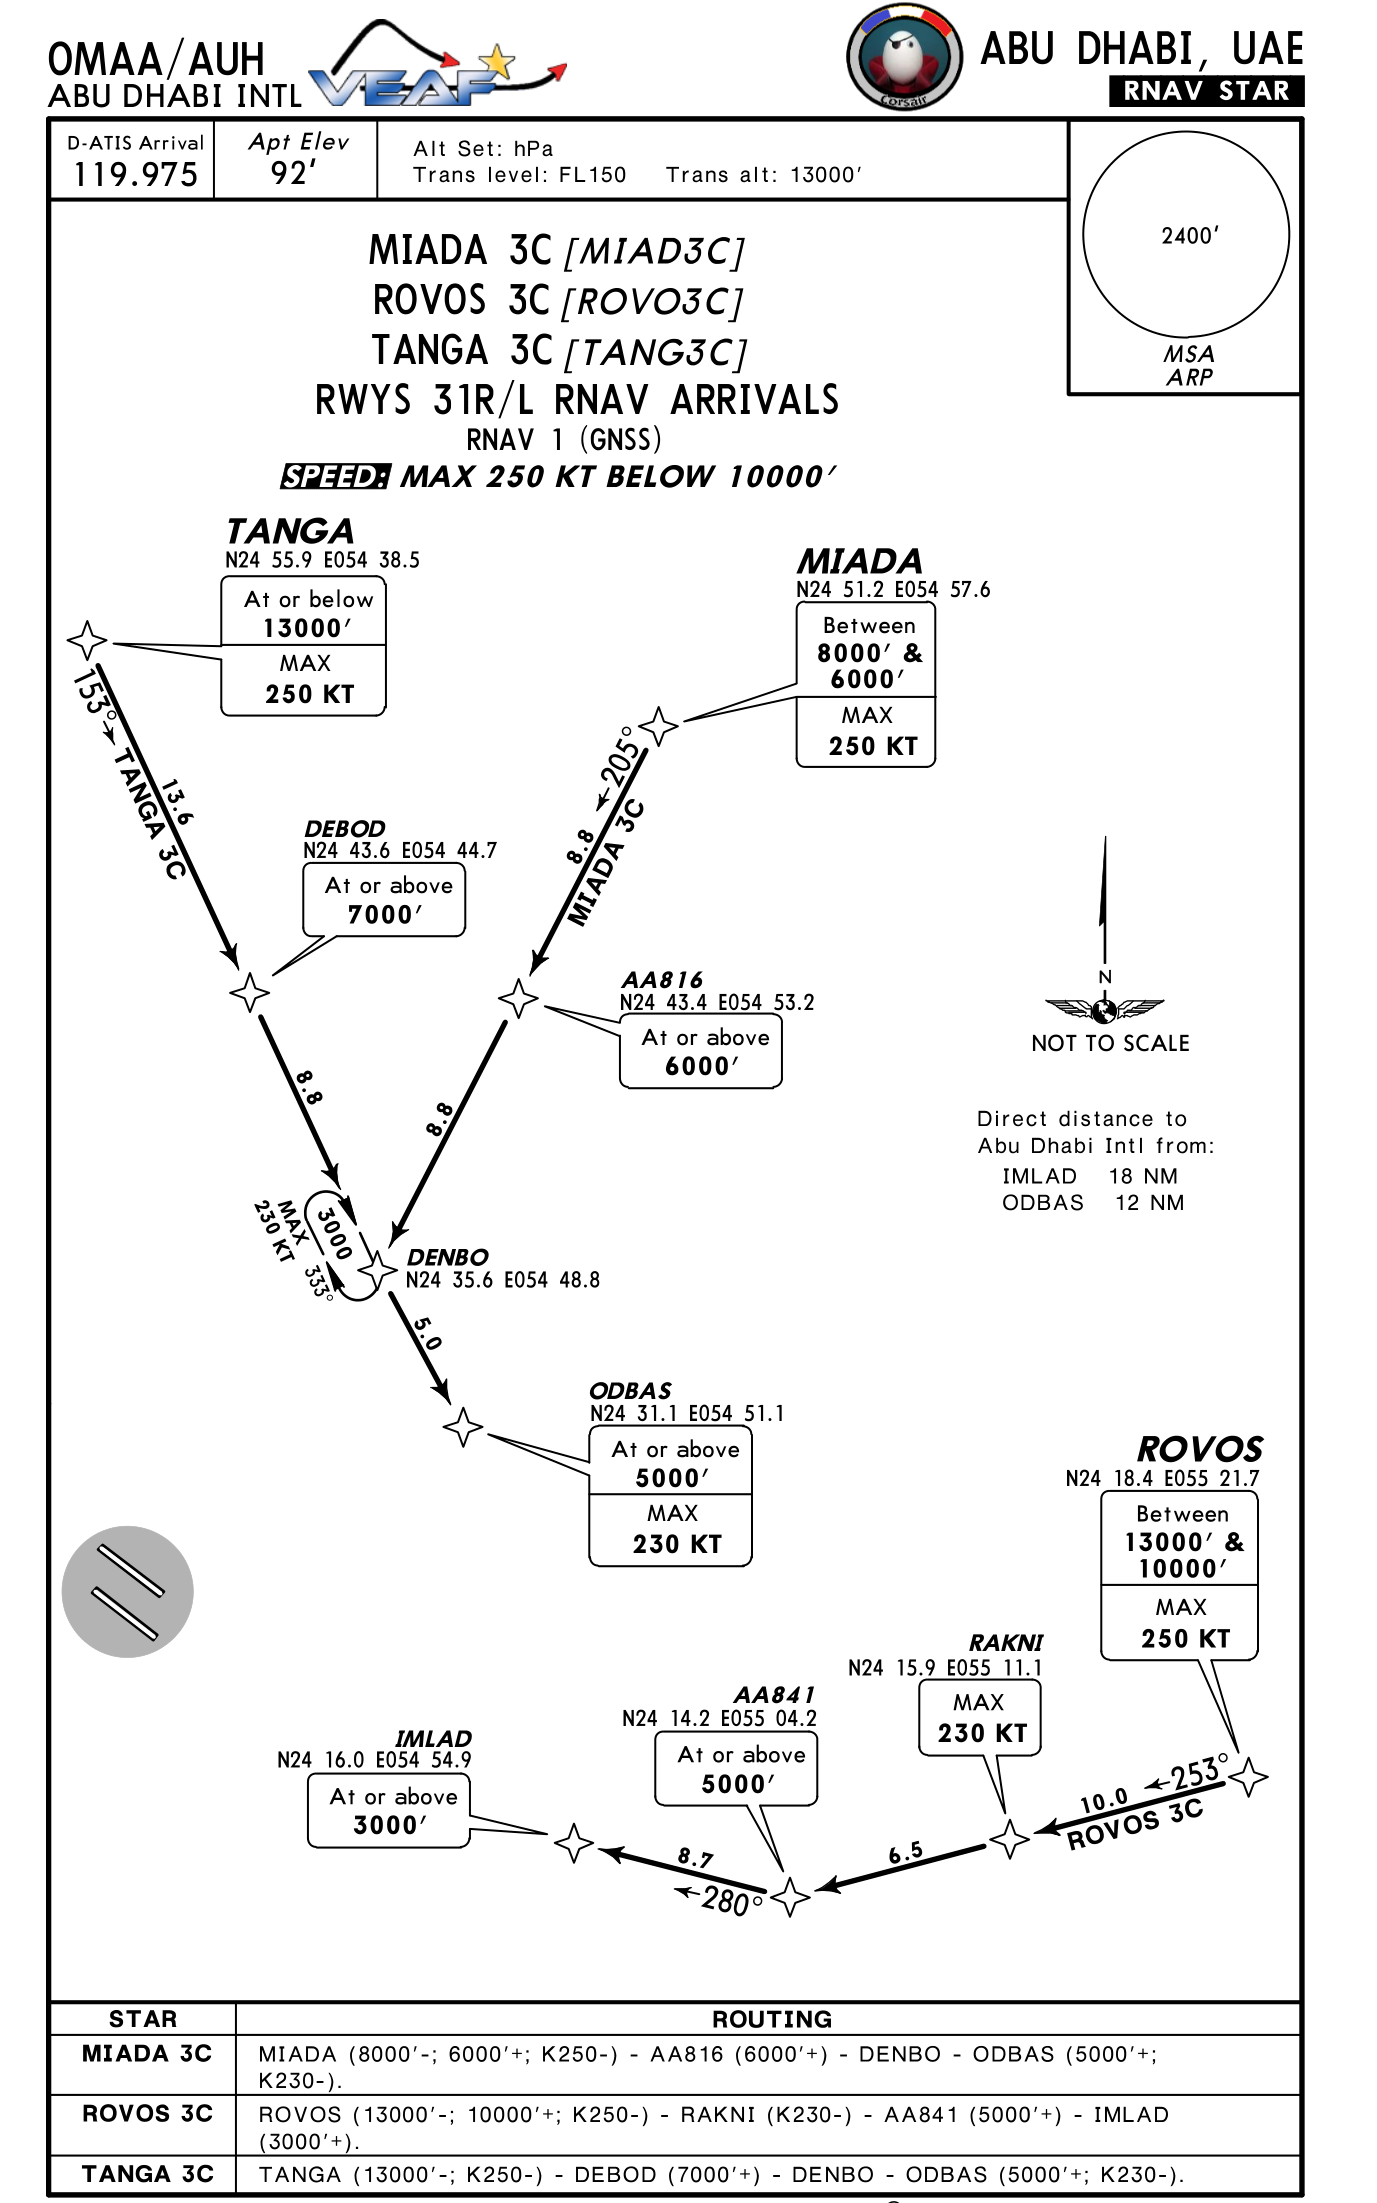 OMAA/AUH
ABU DHABI INTL
VEAF
Corsair
ABU DHABI, UAE
RNAV STAR
D-ATIS Arrival
119.975
Apt Elev
92'
Alt Set: hPa
Trans level: FL150 Trans alt: 13000'
2400'
MSA
ARP
MIADA 3C [MIAD3C]
ROVOS 3C [ROVO3C]
TANGA 3C [TANG3C]
RWYS 31R/L RNAV ARRIVALS
RNAV 1 (GNSS)
SPEED: MAX 250 KT BELOW 10000'
TANGA
N24 55.9 E054 38.5
At or below
13000'
MAX
250 KT
MIADA
N24 51.2 E054 57.6
Between
8000' &
6000'
MAX
250 KT
153°
TANGA 3C
13.6
205°
8.8
MIADA 3C
DEBOD
N24 43.6 E054 44.7
At or above
7000'
AA816
N24 43.4 E054 53.2
At or above
6000'
N
NOT TO SCALE
8.8
8.8
Direct distance to
Abu Dhabi Intl from:
IMLAD 18 NM
ODBAS 12 NM
MAX
230 KT
3000
333°
DENBO
N24 35.6 E054 48.8
5.0
ODBAS
N24 31.1 E054 51.1
At or above
5000'
MAX
230 KT
ROVOS
N24 18.4 E055 21.7
Between
13000' &
10000'
MAX
250 KT
RAKNI
N24 15.9 E055 11.1
MAX
230 KT
AA841
N24 14.2 E055 04.2
At or above
5000'
IMLAD
N24 16.0 E054 54.9
At or above
3000'
253°
10.0
ROVOS 3C
6.5
8.7
280°
STAR ROUTING
MIADA 3C MIADA (8000'-; 6000'+; K250-) - AA816 (6000'+) - DENBO - ODBAS (5000'+;
K230-).
ROVOS 3C ROVOS (13000'-; 10000'+; K250-) - RAKNI (K230-) - AA841 (5000'+) - IMLAD
(3000'+).
TANGA 3C TANGA (13000'-; K250-) - DEBOD (7000'+) - DENBO - ODBAS (5000'+; K230-).